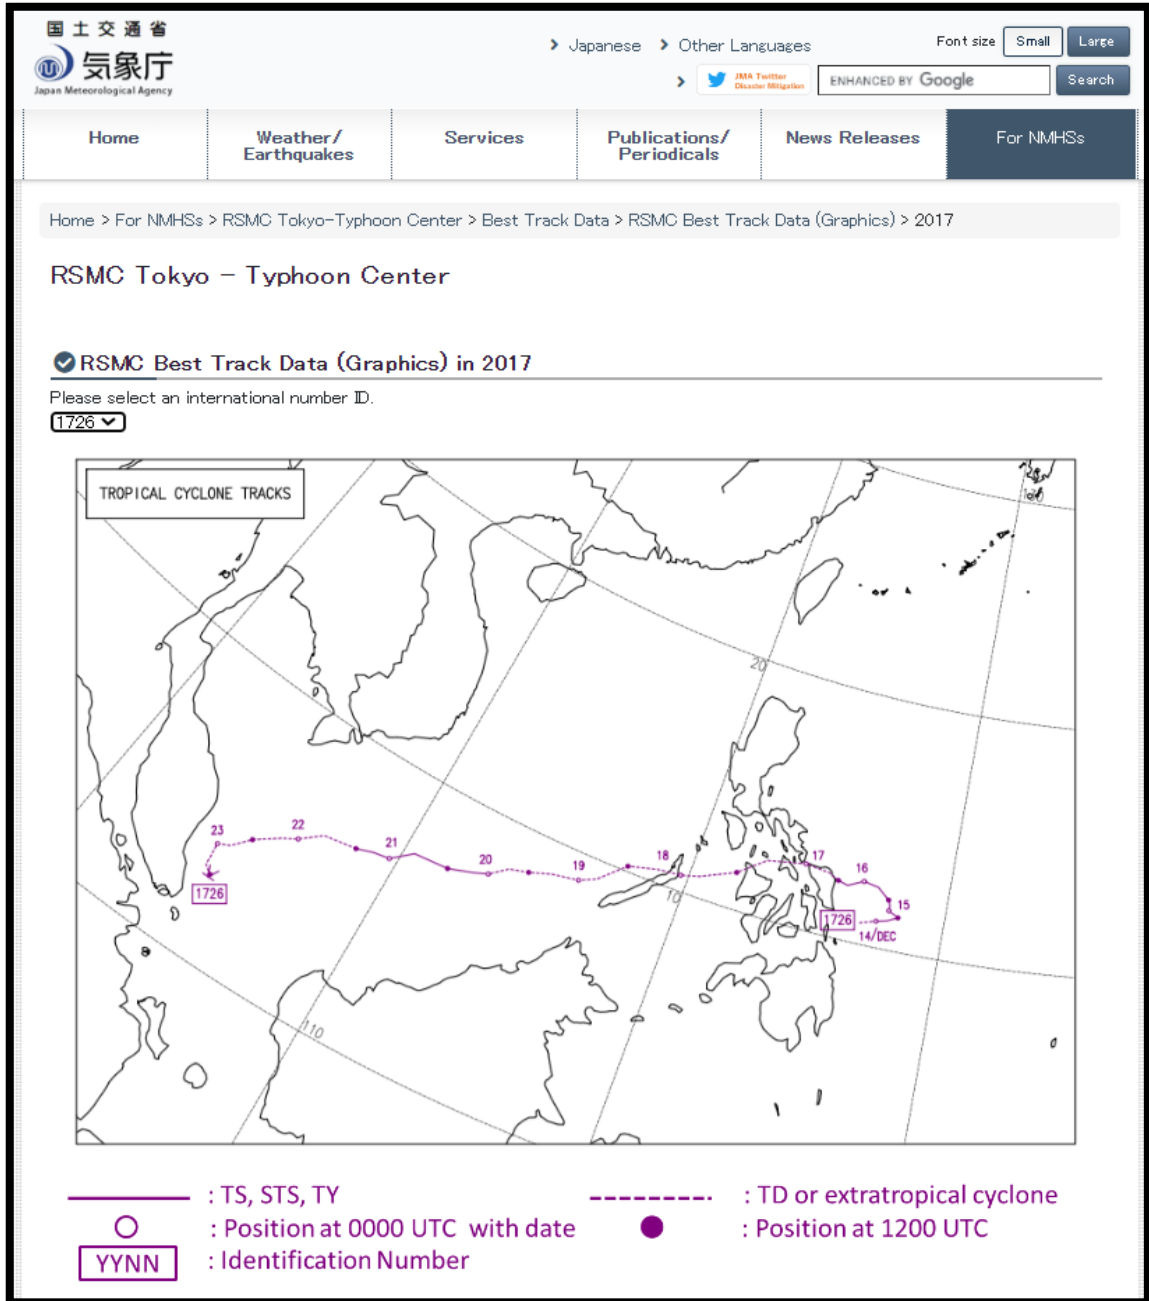 国土交通省
気象庁
Japan Meteorological Agency
Japanese
Other Languages
Font size
Small
Large
JMA Twitter
Disaster Mitigation
ENHANCED BY Google
Search
Home
Weather/
Earthquakes
Services
Publications/
Periodicals
News Releases
For NMHSs
Home > For NMHSs > RSMC Tokyo-Typhoon Center > Best Track Data > RSMC Best Track Data (Graphics) > 2017
RSMC Tokyo - Typhoon Center
RSMC Best Track Data (Graphics) in 2017
Please select an international number ID.
1726
TROPICAL CYCLONE TRACKS
20
23
22
21
20
19
18
17
16
15
10
1726
1726
14/DEC
110
: TS, STS, TY
: TD or extratropical cyclone
: Position at 0000 UTC with date
: Position at 1200 UTC
YYNN
: Identification Number